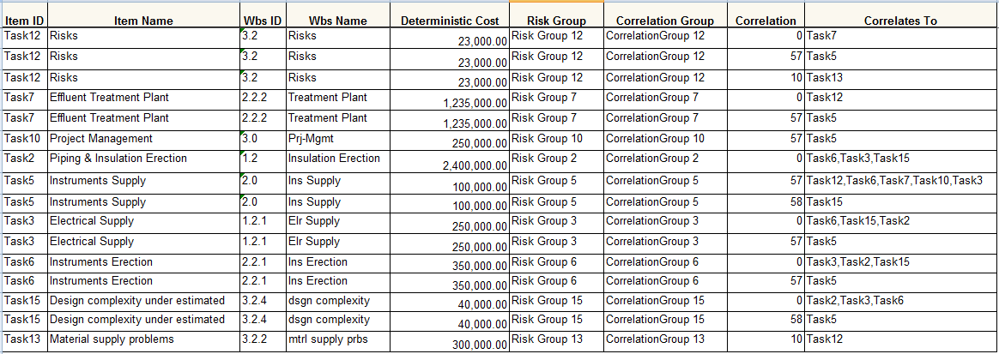 Item ID Item Name Wbs ID Wbs Name Deterministic Cost Risk Group Correlation Group Correlation Correlates To
Task12 Risks 3.2 Risks 23,000.00 Risk Group 12 CorrelationGroup 12 0 Task7
Task12 Risks 3.2 Risks 23,000.00 Risk Group 12 CorrelationGroup 12 57 Task5
Task12 Risks 3.2 Risks 23,000.00 Risk Group 12 CorrelationGroup 12 10 Task13
Task7 Effluent Treatment Plant 2.2.2 Treatment Plant 1,235,000.00 Risk Group 7 CorrelationGroup 7 0 Task12
Task7 Effluent Treatment Plant 2.2.2 Treatment Plant 1,235,000.00 Risk Group 7 CorrelationGroup 7 57 Task5
Task10 Project Management 3.0 Prj-Mgmt 250,000.00 Risk Group 10 CorrelationGroup 10 57 Task5
Task2 Piping & Insulation Erection 1.2 Insulation Erection 2,400,000.00 Risk Group 2 CorrelationGroup 2 0 Task6,Task3,Task15
Task5 Instruments Supply 2.0 Ins Supply 100,000.00 Risk Group 5 CorrelationGroup 5 57 Task12,Task6,Task7,Task10,Task3
Task5 Instruments Supply 2.0 Ins Supply 100,000.00 Risk Group 5 CorrelationGroup 5 58 Task15
Task3 Electrical Supply 1.2.1 Elr Supply 250,000.00 Risk Group 3 CorrelationGroup 3 0 Task6,Task15,Task2
Task3 Electrical Supply 1.2.1 Elr Supply 250,000.00 Risk Group 3 CorrelationGroup 3 57 Task5
Task6 Instruments Erection 2.2.1 Ins Erection 350,000.00 Risk Group 6 CorrelationGroup 6 0 Task3,Task2,Task15
Task6 Instruments Erection 2.2.1 Ins Erection 350,000.00 Risk Group 6 CorrelationGroup 6 57 Task5
Task15 Design complexity under estimated 3.2.4 dsgn complexity 40,000.00 Risk Group 15 CorrelationGroup 15 0 Task2,Task3,Task6
Task15 Design complexity under estimated 3.2.4 dsgn complexity 40,000.00 Risk Group 15 CorrelationGroup 15 58 Task5
Task13 Material supply problems 3.2.2 mtrl supply prbs 300,000.00 Risk Group 13 CorrelationGroup 13 10 Task12